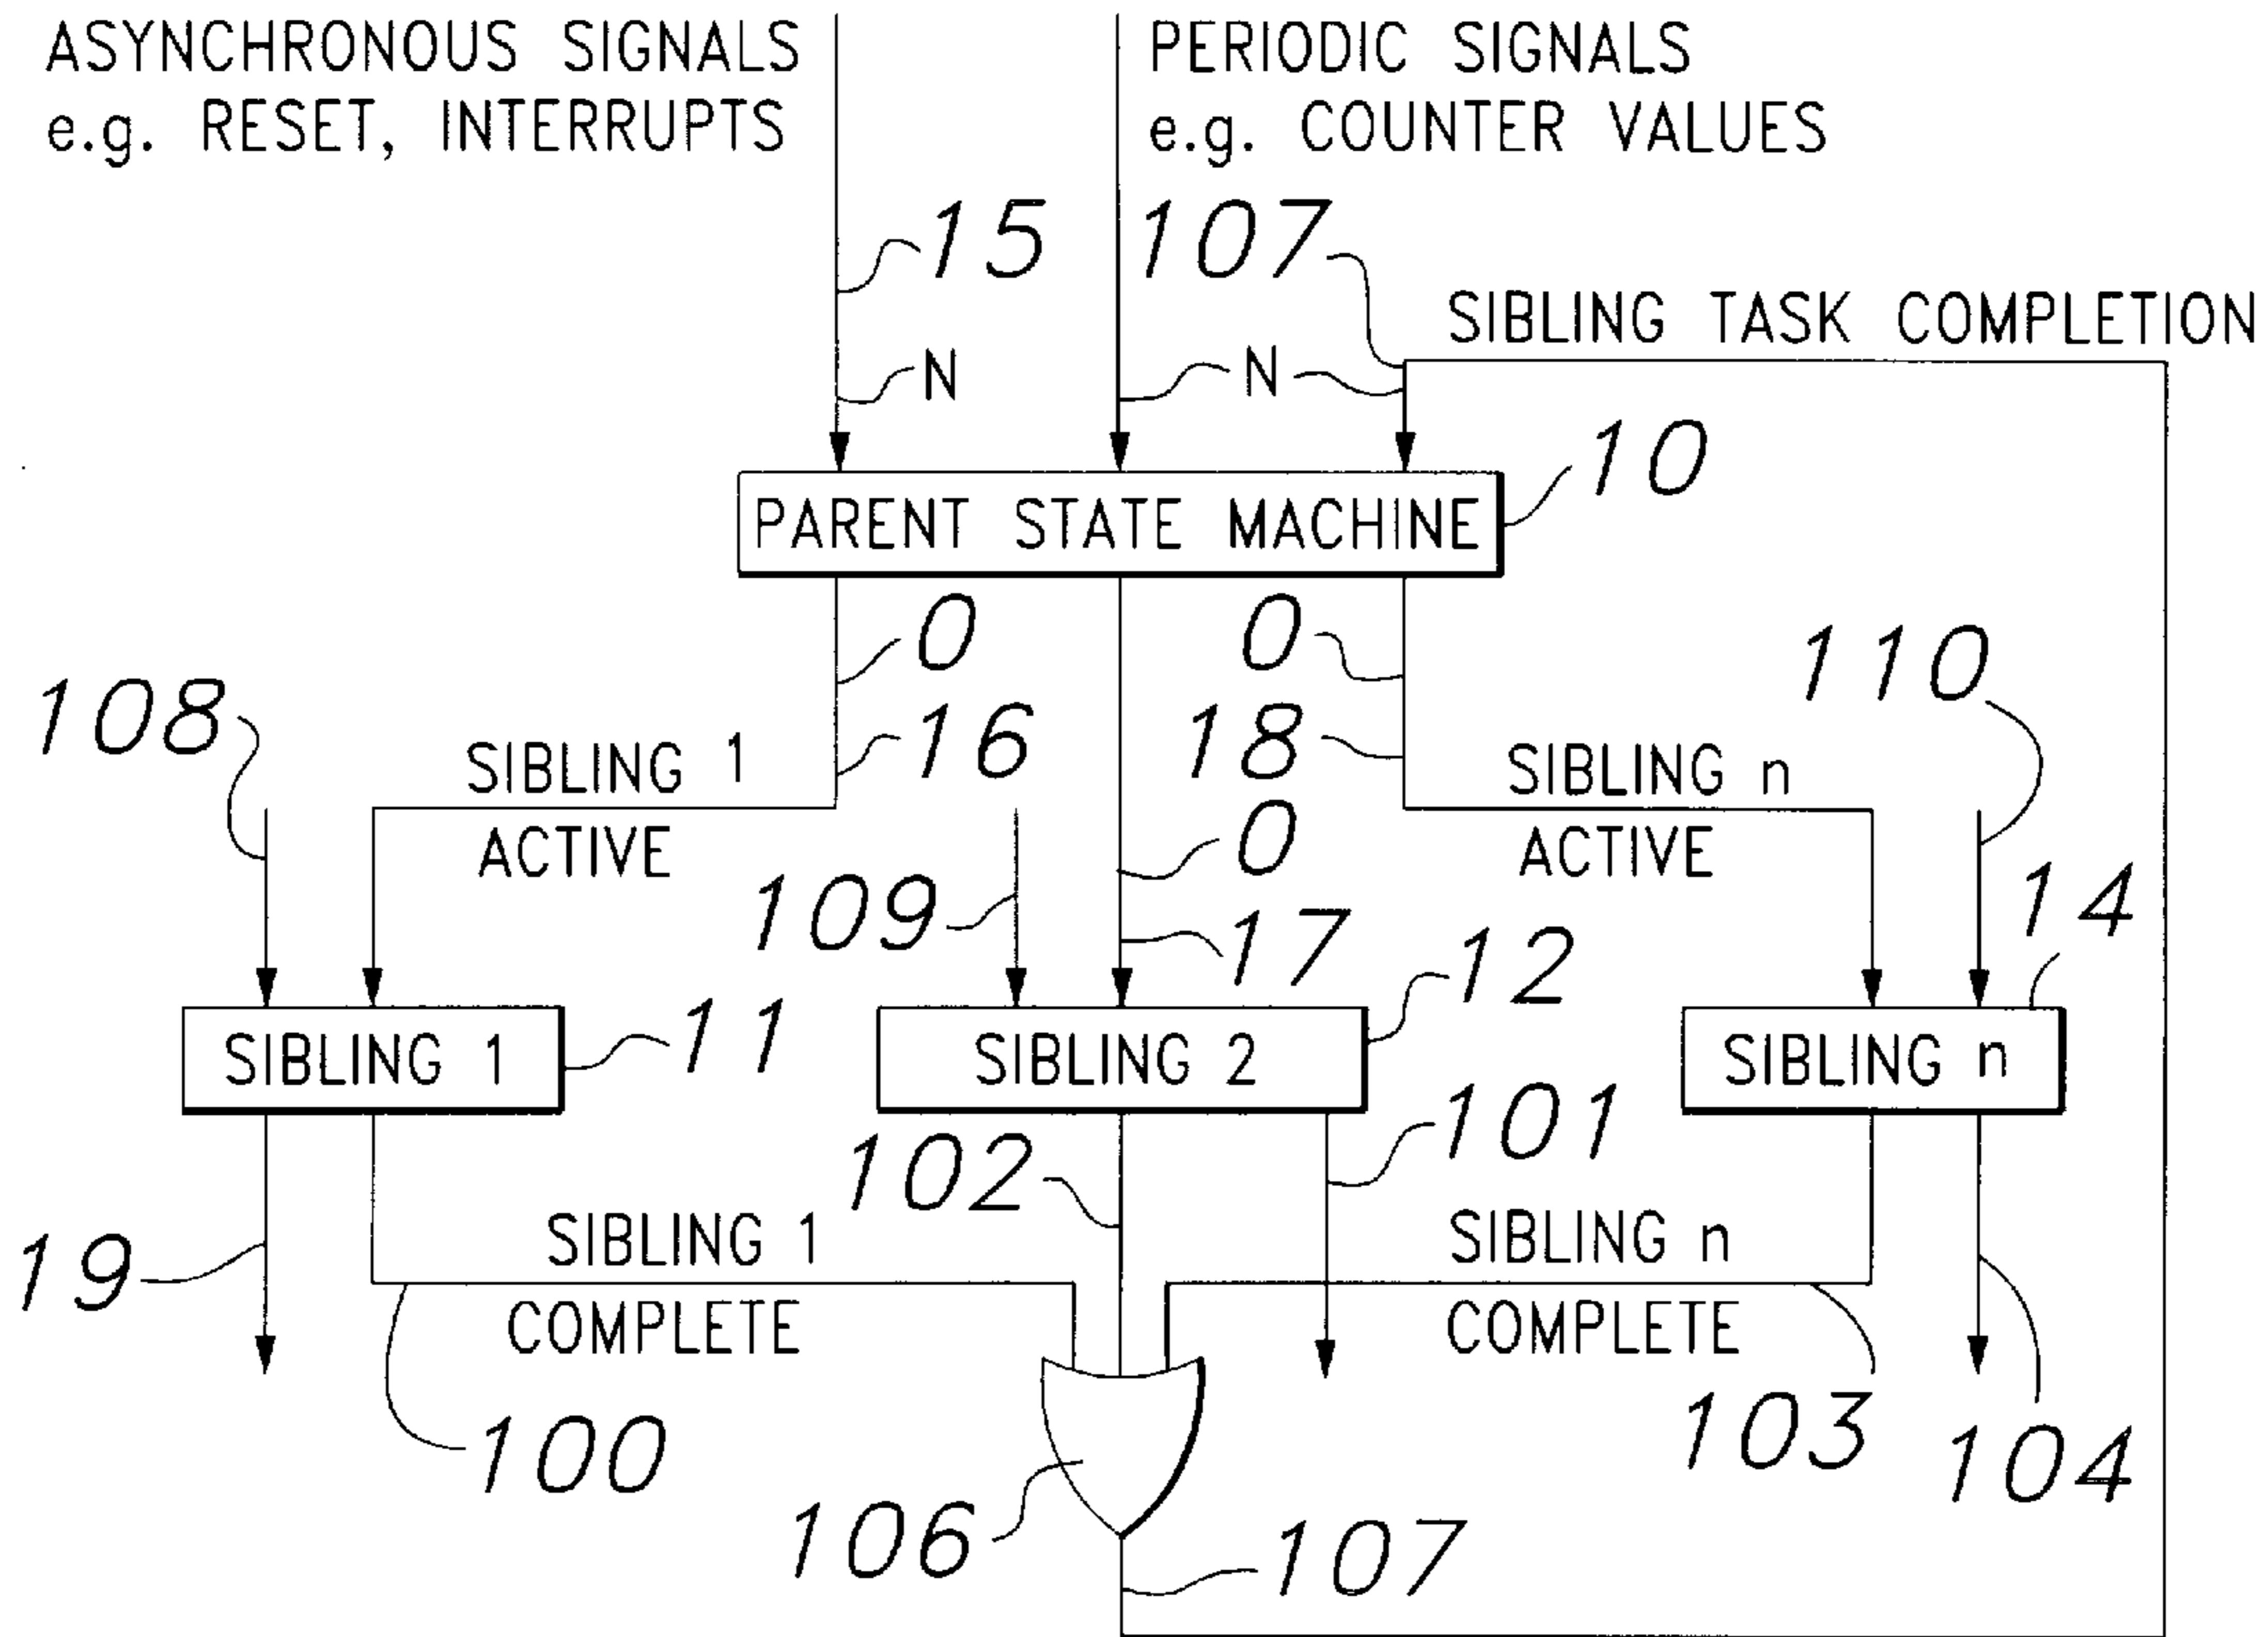 ASYNCHRONOUS SIGNALS
e.g. RESET, INTERRUPTS
PERIODIC SIGNALS
e.g. COUNTER VALUES
15
107
SIBLING TASK COMPLETION
N
N
10
PARENT STATE MACHINE
0
0
110
108
16
18
SIBLING 1
ACTIVE
SIBLING n
ACTIVE
0
109
17
12
14
SIBLING 1
11
SIBLING 2
SIBLING n
101
102
19
SIBLING 1
COMPLETE
SIBLING n
COMPLETE
100
103
104
106
107